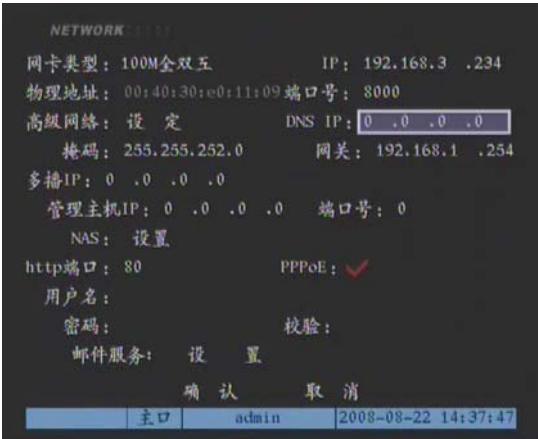 NETWORK
网卡类型：100M全双工 IP：192.168.3 .234
物理地址：00:40:30:e0:11:09 端口号：8000
高级网络：设 定 DNS IP：0 .0 .0 .0
掩码：255.255.252.0 网关：192.168.1 .254
多播IP：0 .0 .0 .0
管理主机IP：0 .0 .0 .0 端口号：0
NAS：设置
http端口：80 PPPoE：
用户名：
密码： 校验：
邮件服务： 设 置
确 认 取 消
主口 admin 2008-08-22 14:37:47